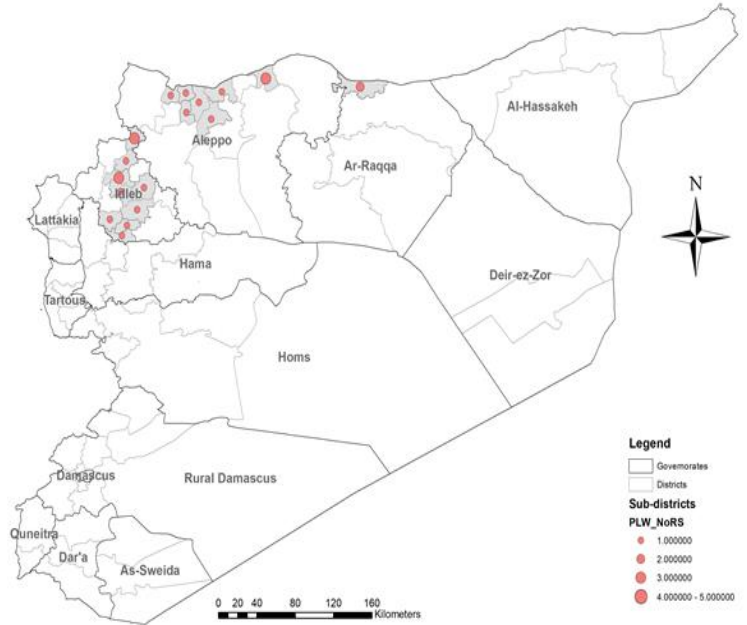 Al-Hassakeh
Aleppo
Ar-Raqqa
Idleb
Lattakia
N
Hama
Deir-ez-Zor
Tartous
Homs
Legend
Governorates
Districts
Damascus
Rural Damascus
Sub-districts
PLW_NoRS
Quneitra
1.000000
Dar'a
2.000000
As-Sweida
3.000000
4.000000 - 5.000000
0 20 40 80 120 160
Kilometers